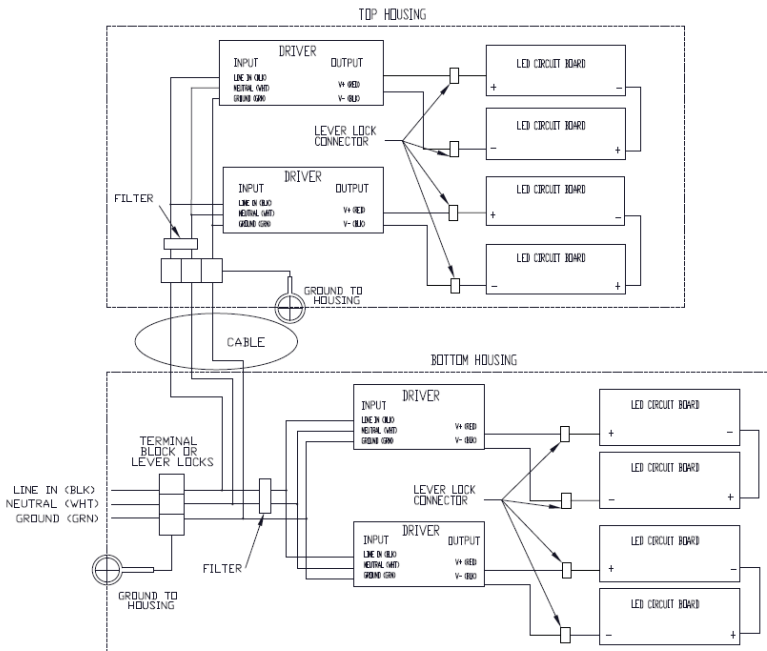 TOP HOUSING
DRIVER
INPUT
OUTPUT
LINE IN (BLK)
NEUTRAL (WHT)
GROUND (GRN)
V+ (RED)
V- (BLK)
LED CIRCUIT BOARD
+
-
LED CIRCUIT BOARD
-
+
LEVER LOCK
CONNECTOR
DRIVER
INPUT
OUTPUT
LINE IN (BLK)
NEUTRAL (WHT)
GROUND (GRN)
V+ (RED)
V- (BLK)
LED CIRCUIT BOARD
+
-
LED CIRCUIT BOARD
-
+
FILTER
GROUND TO
HOUSING
CABLE
BOTTOM HOUSING
DRIVER
INPUT
LINE IN (BLK)
NEUTRAL (WHT)
GROUND (GRN)
V+ (RED)
V- (BLK)
LED CIRCUIT BOARD
+
-
LED CIRCUIT BOARD
-
+
TERMINAL
BLOCK OR
LEVER LOCKS
LINE IN (BLK)
NEUTRAL (WHT)
GROUND (GRN)
LEVER LOCK
CONNECTOR
DRIVER
INPUT
OUTPUT
LINE IN (BLK)
NEUTRAL (WHT)
GROUND (GRN)
V+ (RED)
V- (BLK)
LED CIRCUIT BOARD
+
-
LED CIRCUIT BOARD
-
+
FILTER
GROUND TO
HOUSING